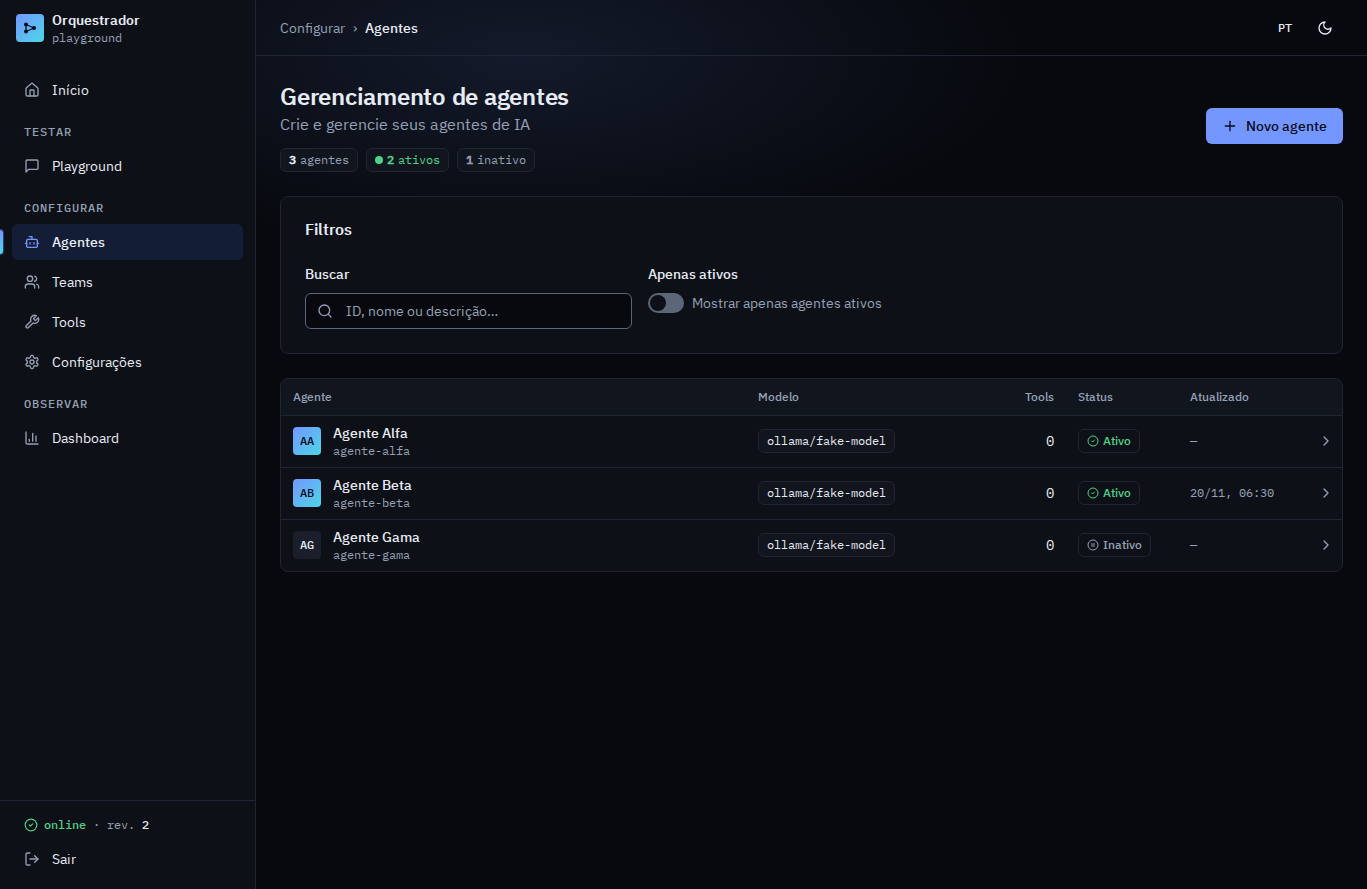 Orquestrador
playground
Início
TESTAR
Playground
CONFIGURAR
Agentes
Teams
Tools
Configurações
OBSERVAR
Dashboard
online · rev. 2
Sair
Configurar › Agentes
PT
Gerenciamento de agentes
Crie e gerencie seus agentes de IA
3 agentes 2 ativos 1 inativo
Novo agente
Filtros
Buscar
ID, nome ou descrição...
Apenas ativos
Mostrar apenas agentes ativos
Agente Modelo Tools Status Atualizado
AA Agente Alfa ollama/fake-model 0 Ativo —
agente-alfa
AB Agente Beta ollama/fake-model 0 Ativo 20/11, 06:30
agente-beta
AG Agente Gama ollama/fake-model 0 Inativo —
agente-gama